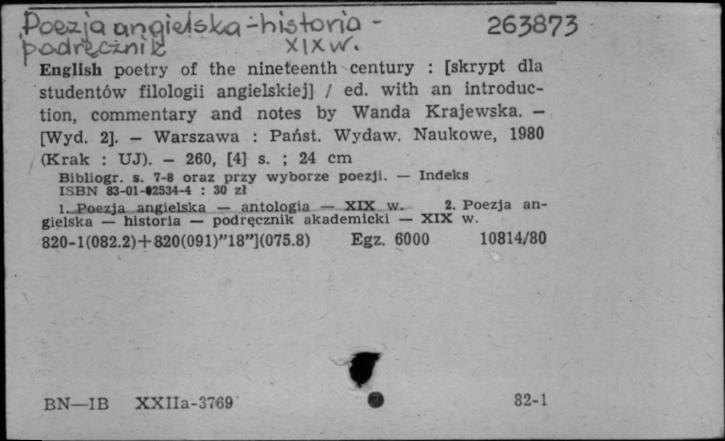 Poezja angielska - historia -
podręcznik XIX w.
263873
English poetry of the nineteenth century : [skrypt dla
studentów filologii angielskiej] / ed. with an introduc-
tion, commentary and notes by Wanda Krajewska. —
[Wyd. 2]. — Warszawa : Państ. Wydaw. Naukowe, 1980
(Krak : UJ). — 260, [4] s. ; 24 cm
Bibliogr. s. 7-8 oraz przy wyborze poezji. — Indeks
ISBN 83-01-02534-4 : 30 zł
1. Poezja angielska — antologia — XIX w. 2. Poezja an-
gielska — historia — podręcznik akademicki — XIX w.
820-1(082.2)+820(091)”18”](075.8) Egz. 6000 10814/80
BN—IB XXIIa-3769 82-1